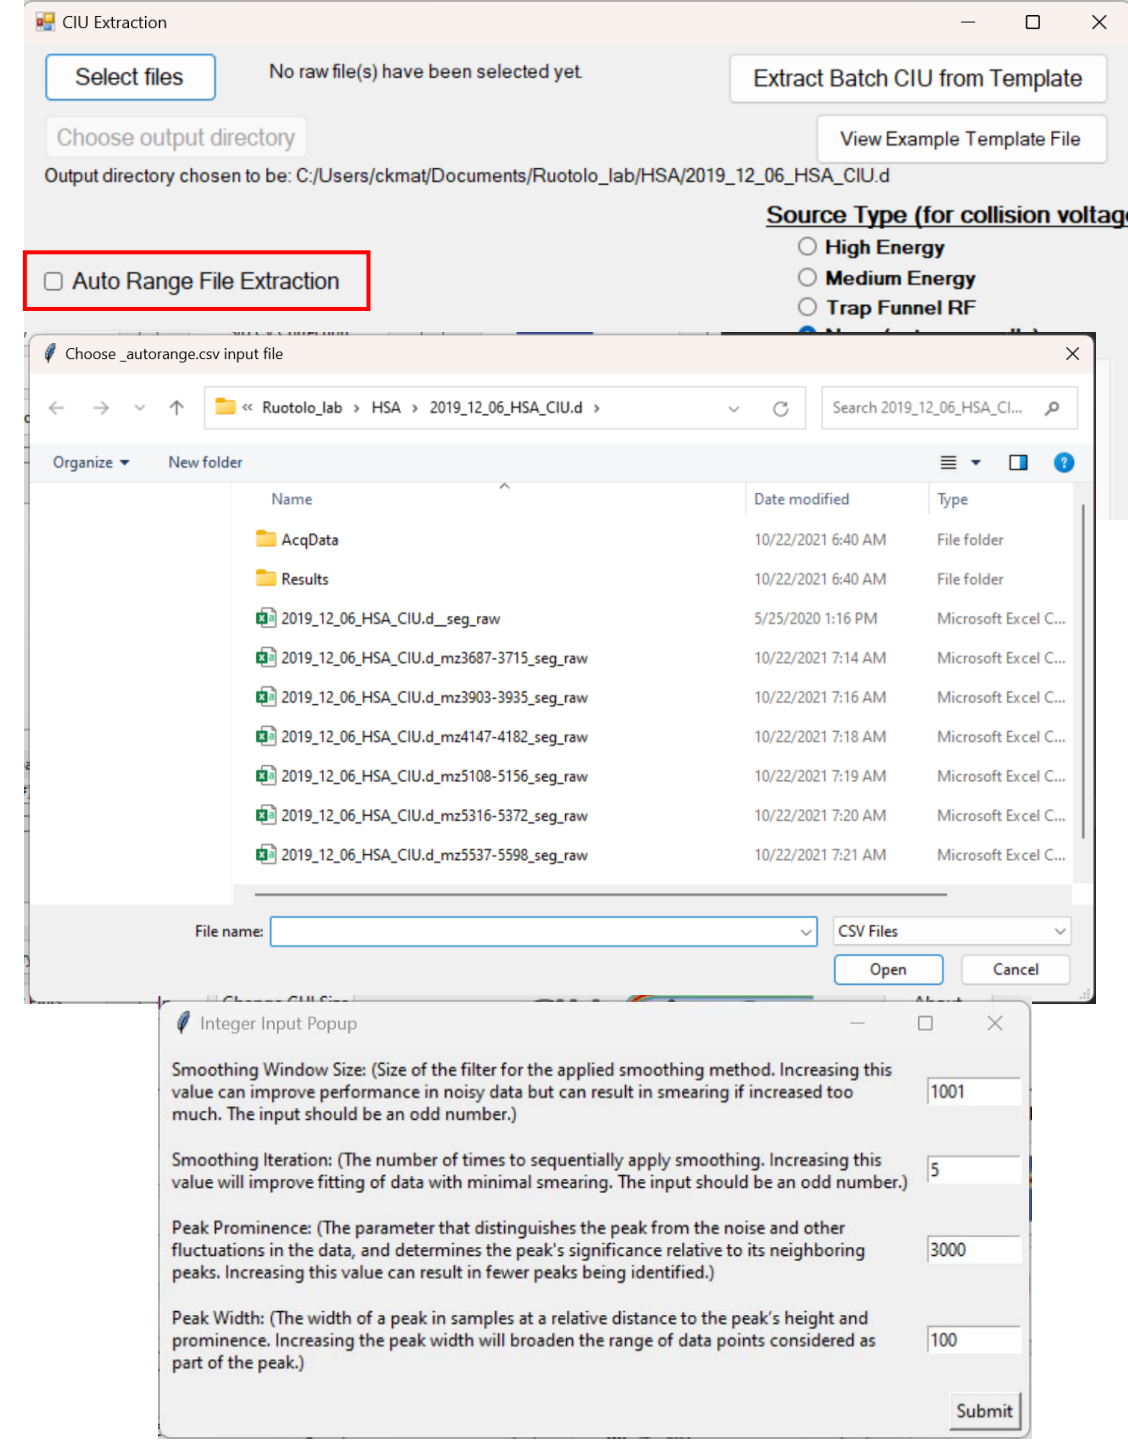 CIU Extraction
Select files
No raw file(s) have been selected yet.
Extract Batch CIU from Template
Choose output directory
View Example Template File
Output directory chosen to be: C:/Users/ckmat/Documents/Ruotolo_lab/HSA/2019_12_06_HSA_CIU.d
Source Type (for collision voltage
High Energy
Auto Range File Extraction
Medium Energy
Trap Funnel RF
Choose _autorange.csv input file
« Ruotolo_lab > HSA > 2019_12_06_HSA_CIU.d >
Search 2019_12_06_HSA_CI...
Organize
New folder
Name
Date modified
Type
AcqData 10/22/2021 6:40 AM File folder
Results 10/22/2021 6:40 AM File folder
2019_12_06_HSA_CIU.d__seg_raw 5/25/2020 1:16 PM Microsoft Excel C...
2019_12_06_HSA_CIU.d_mz3687-3715_seg_raw 10/22/2021 7:14 AM Microsoft Excel C...
2019_12_06_HSA_CIU.d_mz3903-3935_seg_raw 10/22/2021 7:16 AM Microsoft Excel C...
2019_12_06_HSA_CIU.d_mz4147-4182_seg_raw 10/22/2021 7:18 AM Microsoft Excel C...
2019_12_06_HSA_CIU.d_mz5108-5156_seg_raw 10/22/2021 7:19 AM Microsoft Excel C...
2019_12_06_HSA_CIU.d_mz5316-5372_seg_raw 10/22/2021 7:20 AM Microsoft Excel C...
2019_12_06_HSA_CIU.d_mz5537-5598_seg_raw 10/22/2021 7:21 AM Microsoft Excel C...
File name:
CSV Files
Open
Cancel
Change GUI Size
About
Integer Input Popup
Smoothing Window Size: (Size of the filter for the applied smoothing method. Increasing this
value can improve performance in noisy data but can result in smearing if increased too
much. The input should be an odd number.)
1001
Smoothing Iteration: (The number of times to sequentially apply smoothing. Increasing this
value will improve fitting of data with minimal smearing. The input should be an odd number.)
5
Peak Prominence: (The parameter that distinguishes the peak from the noise and other
fluctuations in the data, and determines the peak's significance relative to its neighboring
peaks. Increasing this value can result in fewer peaks being identified.)
3000
Peak Width: (The width of a peak in samples at a relative distance to the peak's height and
prominence. Increasing the peak width will broaden the range of data points considered as
part of the peak.)
100
Submit